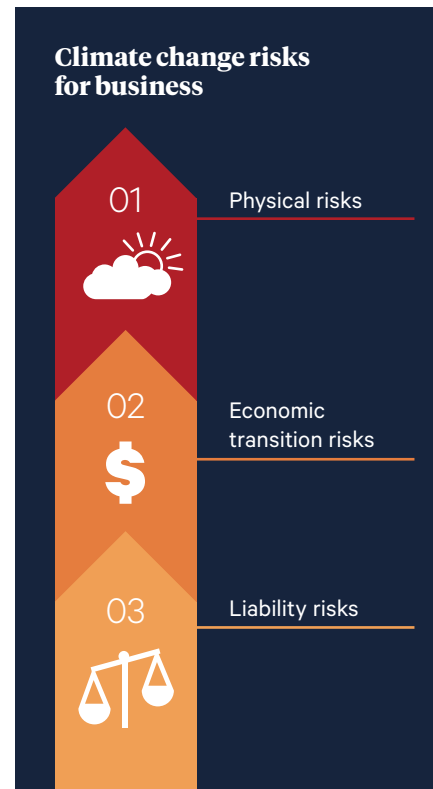 Climate change risks
for business
01
Physical risks
02
Economic
transition risks
$
03
Liability risks